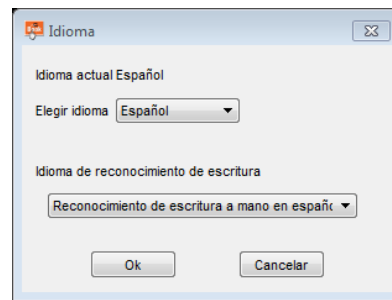 Idioma
Idioma actual Español
Elegir idioma Español
Idioma de reconocimiento de escritura
Reconocimiento de escritura a mano en españ
Ok Cancelar